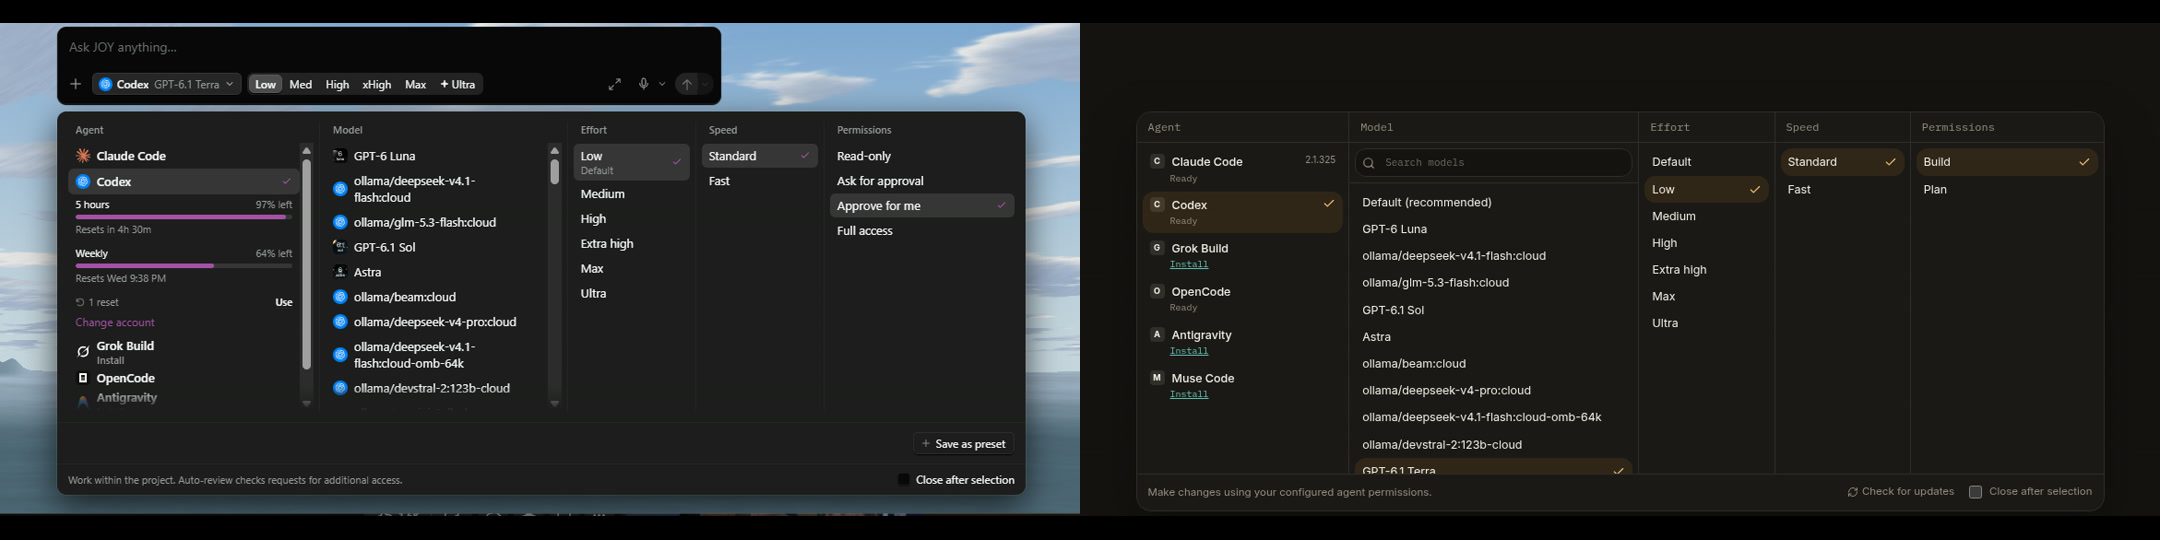 Ask JOY anything...
Codex GPT-6.1 Terra
Low Med High xHigh Max Ultra
Agent
Claude Code
Codex
5 hours 97% left
Resets in 4h 30m
Weekly 64% left
Resets Wed 9:38 PM
1 reset Use
Change account
Grok Build
Install
OpenCode
Antigravity
Model
GPT-6 Luna
ollama/deepseek-v4.1-
flash:cloud
ollama/glm-5.3-flash:cloud
GPT-6.1 Sol
Astra
ollama/beam:cloud
ollama/deepseek-v4-pro:cloud
ollama/deepseek-v4.1-
flash:cloud-omb-64k
ollama/devstral-2:123b-cloud
Effort
Low
Default
Medium
High
Extra high
Max
Ultra
Speed
Standard
Fast
Permissions
Read-only
Ask for approval
Approve for me
Full access
+ Save as preset
Work within the project. Auto-review checks requests for additional access.
Close after selection
Agent
C Claude Code 2.1.325
Ready
C Codex
Ready
G Grok Build
Install
O OpenCode
Ready
A Antigravity
Install
M Muse Code
Install
Model
Search models
Default (recommended)
GPT-6 Luna
ollama/deepseek-v4.1-flash:cloud
ollama/glm-5.3-flash:cloud
GPT-6.1 Sol
Astra
ollama/beam:cloud
ollama/deepseek-v4-pro:cloud
ollama/deepseek-v4.1-flash:cloud-omb-64k
ollama/devstral-2:123b-cloud
GPT-6.1 Terra
Effort
Default
Low
Medium
High
Extra high
Max
Ultra
Speed
Standard
Fast
Permissions
Build
Plan
Make changes using your configured agent permissions.
Check for updates
Close after selection